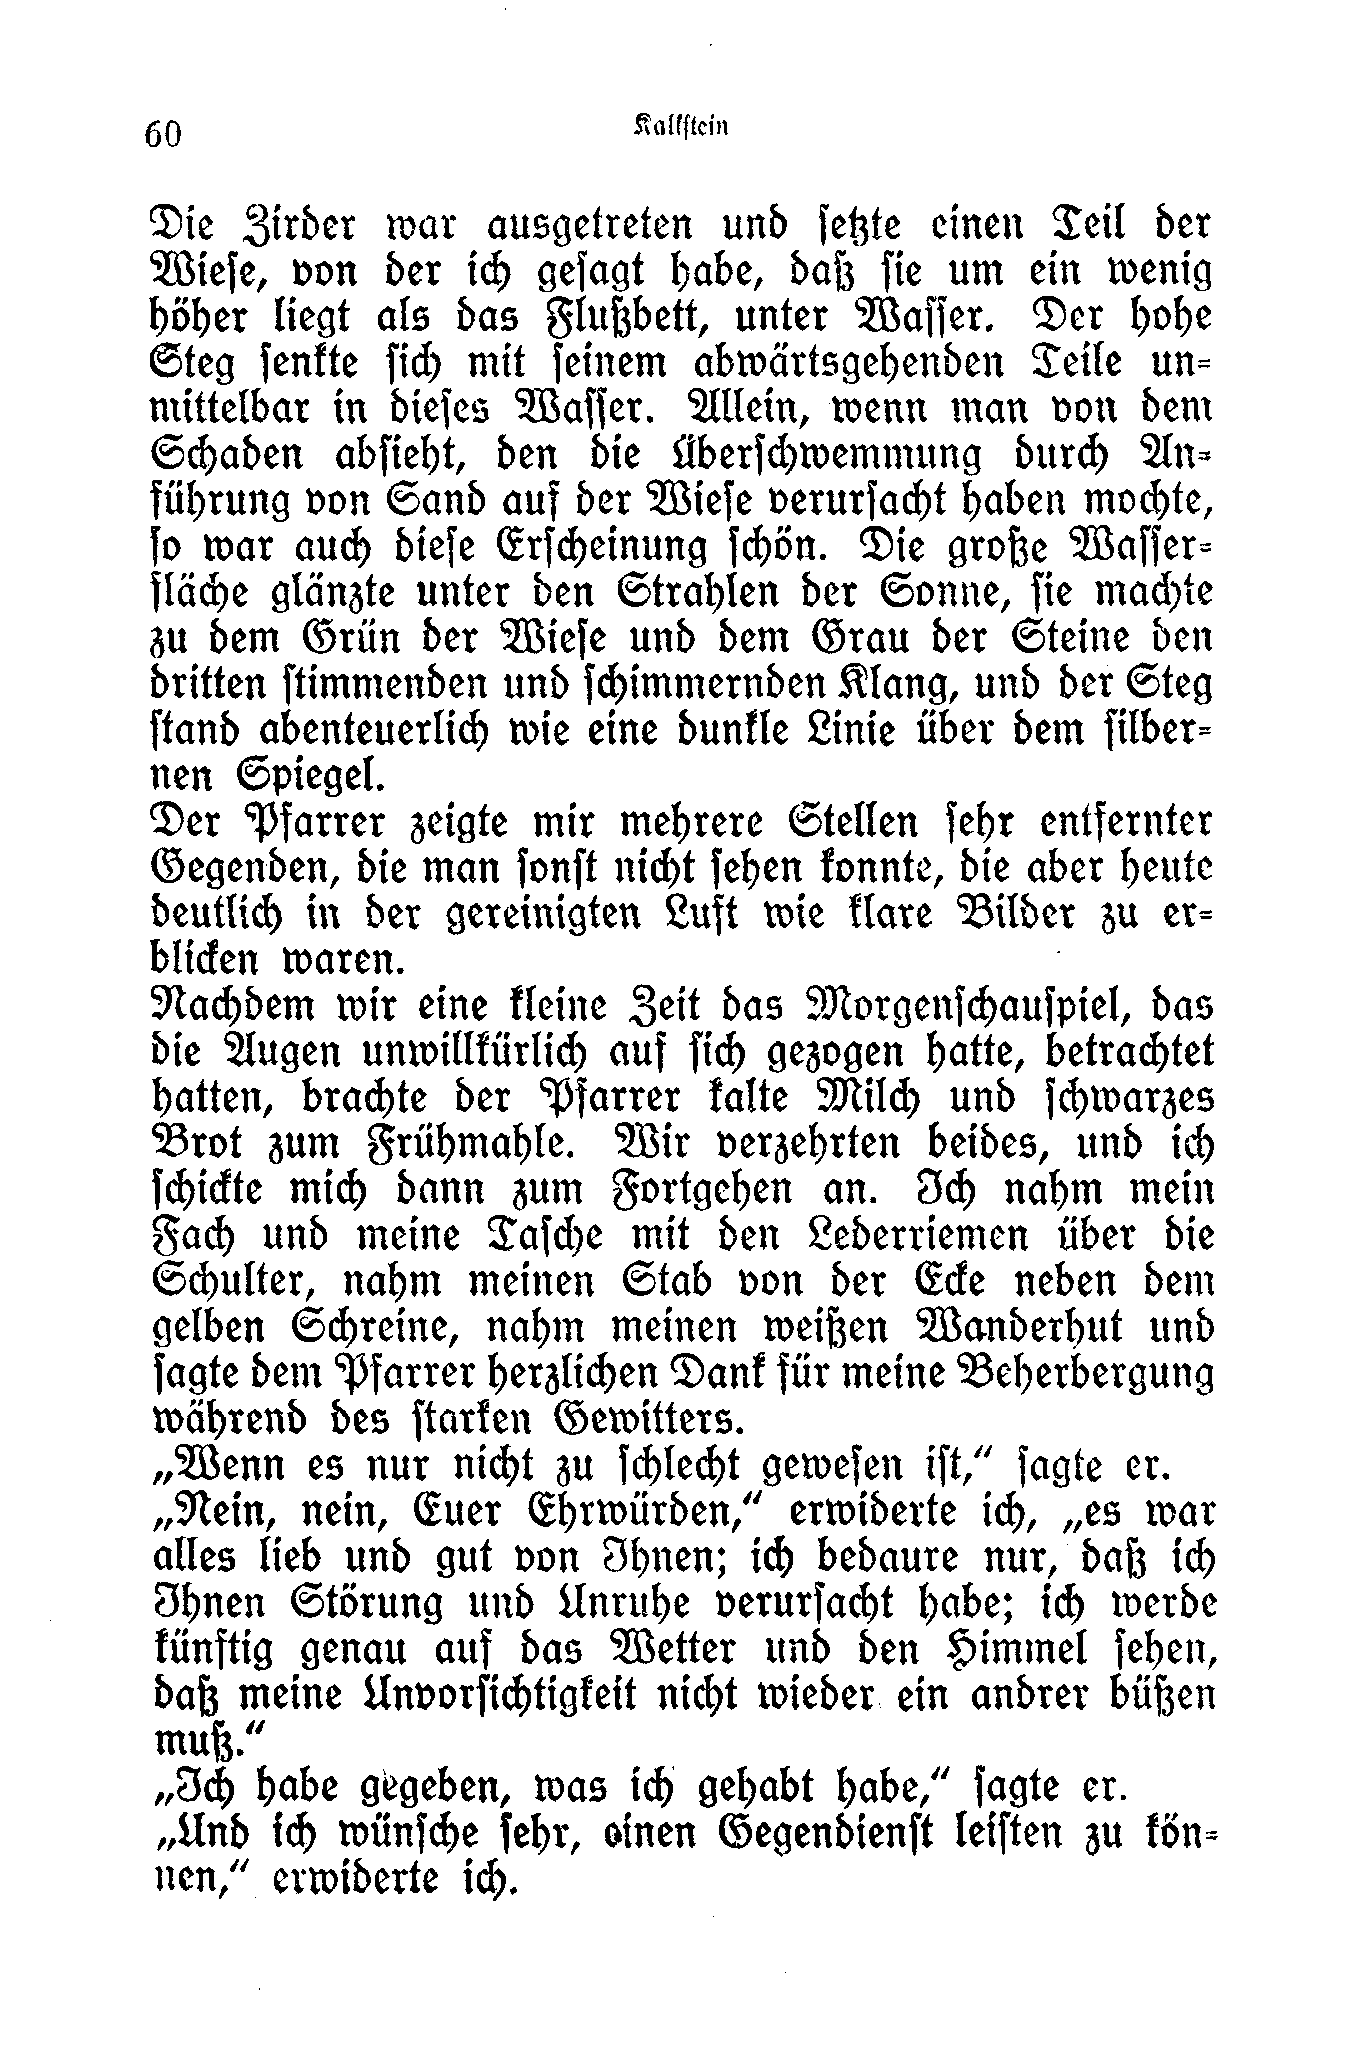 60
Kalkstein
Die Zirder war ausgetreten und setzte einen Teil der
Wiese, von der ich gesagt habe, daß sie um ein wenig
höher liegt als das Flußbett, unter Wasser. Der hohe
Steg senkte sich mit seinem abwärtsgehenden Teile un-
mittelbar in dieses Wasser. Allein, wenn man von dem
Schaden absieht, den die Überschwemmung durch An-
führung von Sand auf der Wiese verursacht haben mochte,
so war auch diese Erscheinung schön. Die große Wasser-
fläche glänzte unter den Strahlen der Sonne, sie machte
zu dem Grün der Wiese und dem Grau der Steine den
dritten stimmenden und schimmernden Klang, und der Steg
stand abenteuerlich wie eine dunkle Linie über dem silber-
nen Spiegel.
Der Pfarrer zeigte mir mehrere Stellen sehr entfernter
Gegenden, die man sonst nicht sehen konnte, die aber heute
deutlich in der gereinigten Luft wie klare Bilder zu er-
blicken waren.
Nachdem wir eine kleine Zeit das Morgenschauspiel, das
die Augen unwillkürlich auf sich gezogen hatte, betrachtet
hatten, brachte der Pfarrer kalte Milch und schwarzes
Brot zum Frühmahle. Wir verzehrten beides, und ich
schickte mich dann zum Fortgehen an. Ich nahm mein
Fach und meine Tasche mit den Lederriemen über die
Schulter, nahm meinen Stab von der Ecke neben dem
gelben Schreine, nahm meinen weißen Wanderhut und
sagte dem Pfarrer herzlichen Dank für meine Beherbergung
während des starken Gewitters.
„Wenn es nur nicht zu schlecht gewesen ist,“ sagte er.
„Nein, nein, Euer Ehrwürden,“ erwiderte ich, „es war
alles lieb und gut von Ihnen; ich bedaure nur, daß ich
Ihnen Störung und Unruhe verursacht habe; ich werde
künftig genau auf das Wetter und den Himmel sehen,
daß meine Unvorsichtigkeit nicht wieder ein andrer büßen
muß.“
„Ich habe gegeben, was ich gehabt habe,“ sagte er.
„Und ich wünsche sehr, einen Gegendienst leisten zu kön-
nen,“ erwiderte ich.